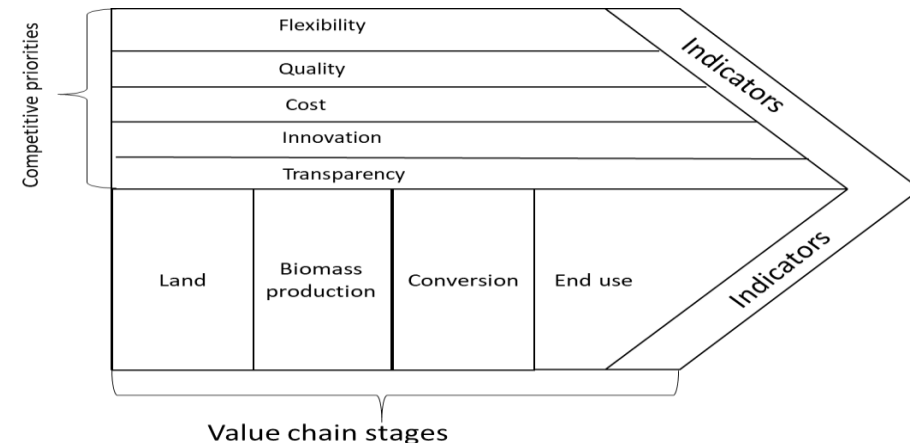 Competitive priorities
Flexibility
Quality
Cost
Innovation
Transparency
Indicators
Land
Biomass
production
Conversion
End use
Indicators
Value chain stages